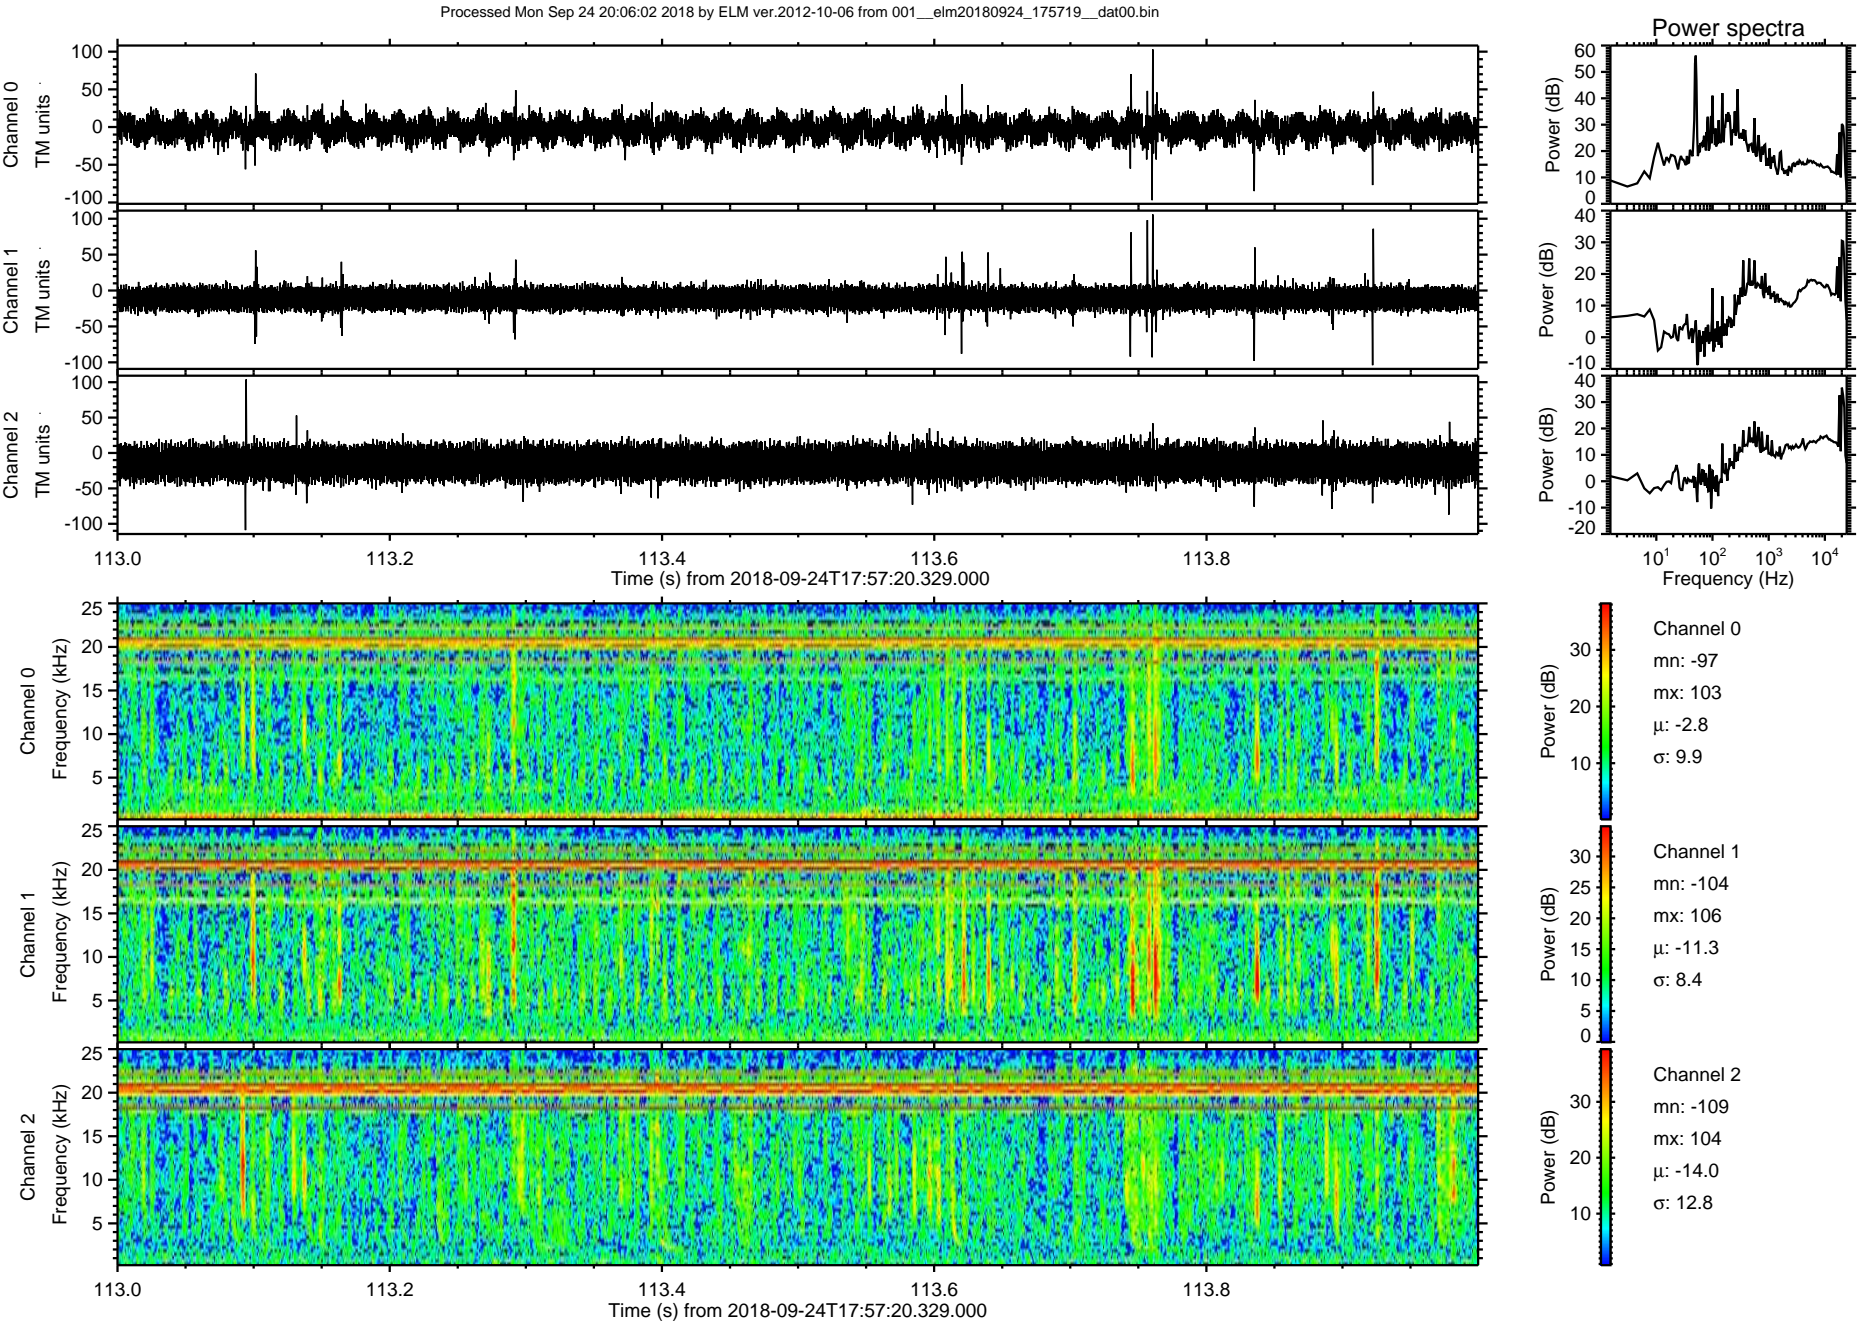 Processed Mon Sep 24 20:06:02 2018 by ELM ver.2012-10-06 from 001__elm20180924_175719__dat00.bin
Power spectra
Channel 0
TM units
100
50
0
-50
-100
Power (dB)
60
50
40
30
20
10
0
Channel 1
TM units
100
50
0
-50
-100
Power (dB)
40
30
20
10
0
-10
Channel 2
TM units
100
50
0
-50
-100
Power (dB)
40
30
20
10
0
-10
-20
113.0 113.2 113.4 113.6 113.8
Time (s) from 2018-09-24T17:57:20.329.000
10^1 10^2 10^3 10^4
Frequency (Hz)
Channel 0
Frequency (kHz)
25
20
15
10
5
Power (dB)
30
20
10
Channel 0
mn: -97
mx: 103
μ: -2.8
σ: 9.9
Channel 1
Frequency (kHz)
25
20
15
10
5
Power (dB)
30
25
20
15
10
5
0
Channel 1
mn: -104
mx: 106
μ: -11.3
σ: 8.4
Channel 2
Frequency (kHz)
25
20
15
10
5
Power (dB)
30
20
10
Channel 2
mn: -109
mx: 104
μ: -14.0
σ: 12.8
113.0 113.2 113.4 113.6 113.8
Time (s) from 2018-09-24T17:57:20.329.000